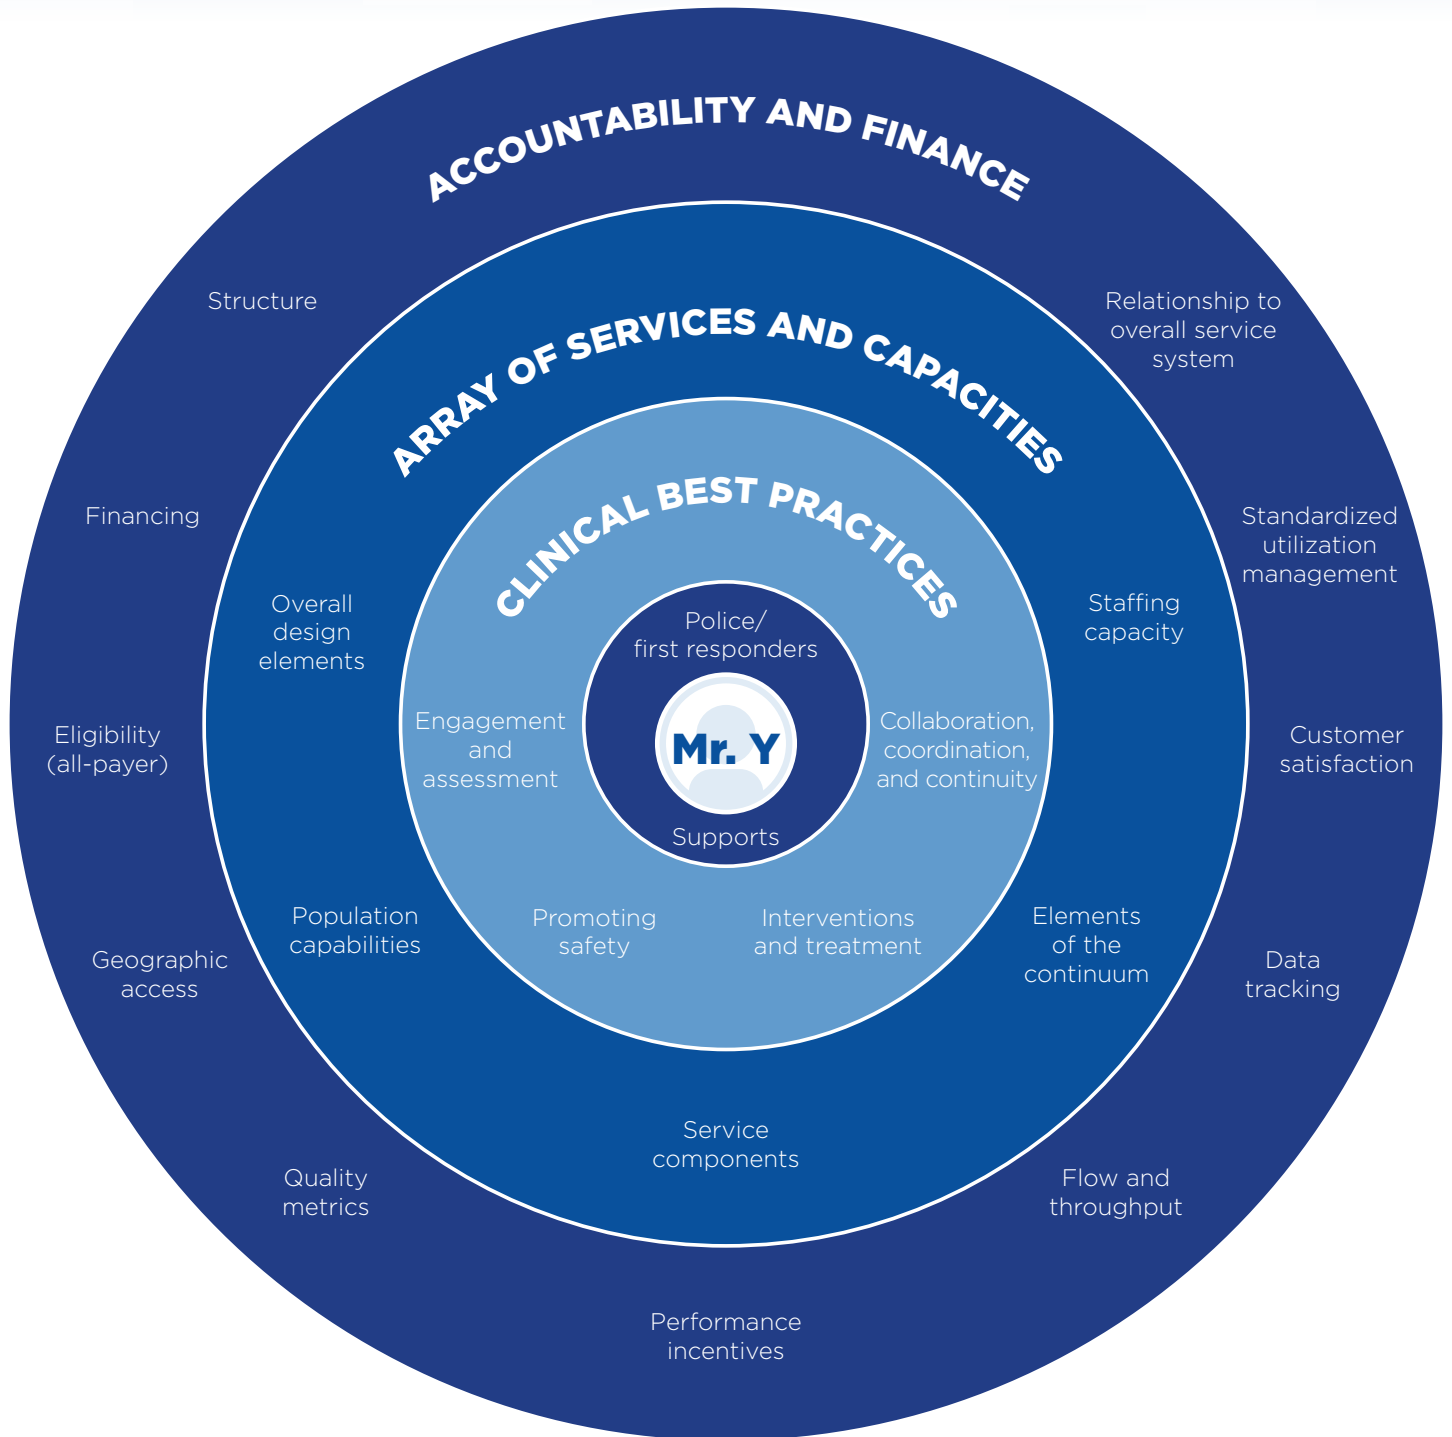 ACCOUNTABILITY AND FINANCE
Structure
Relationship to
overall service
system
Financing
Standardized
utilization
management
Eligibility
(all-payer)
Customer
satisfaction
Geographic
access
Data
tracking
Quality
metrics
Flow and
throughput
Performance
incentives
ARRAY OF SERVICES AND CAPACITIES
Overall
design
elements
Staffing
capacity
Population
capabilities
Elements
of the
continuum
Service
components
CLINICAL BEST PRACTICES
Engagement
and
assessment
Collaboration,
coordination,
and continuity
Promoting
safety
Interventions
and treatment
Police/
first responders
Mr. Y
Supports